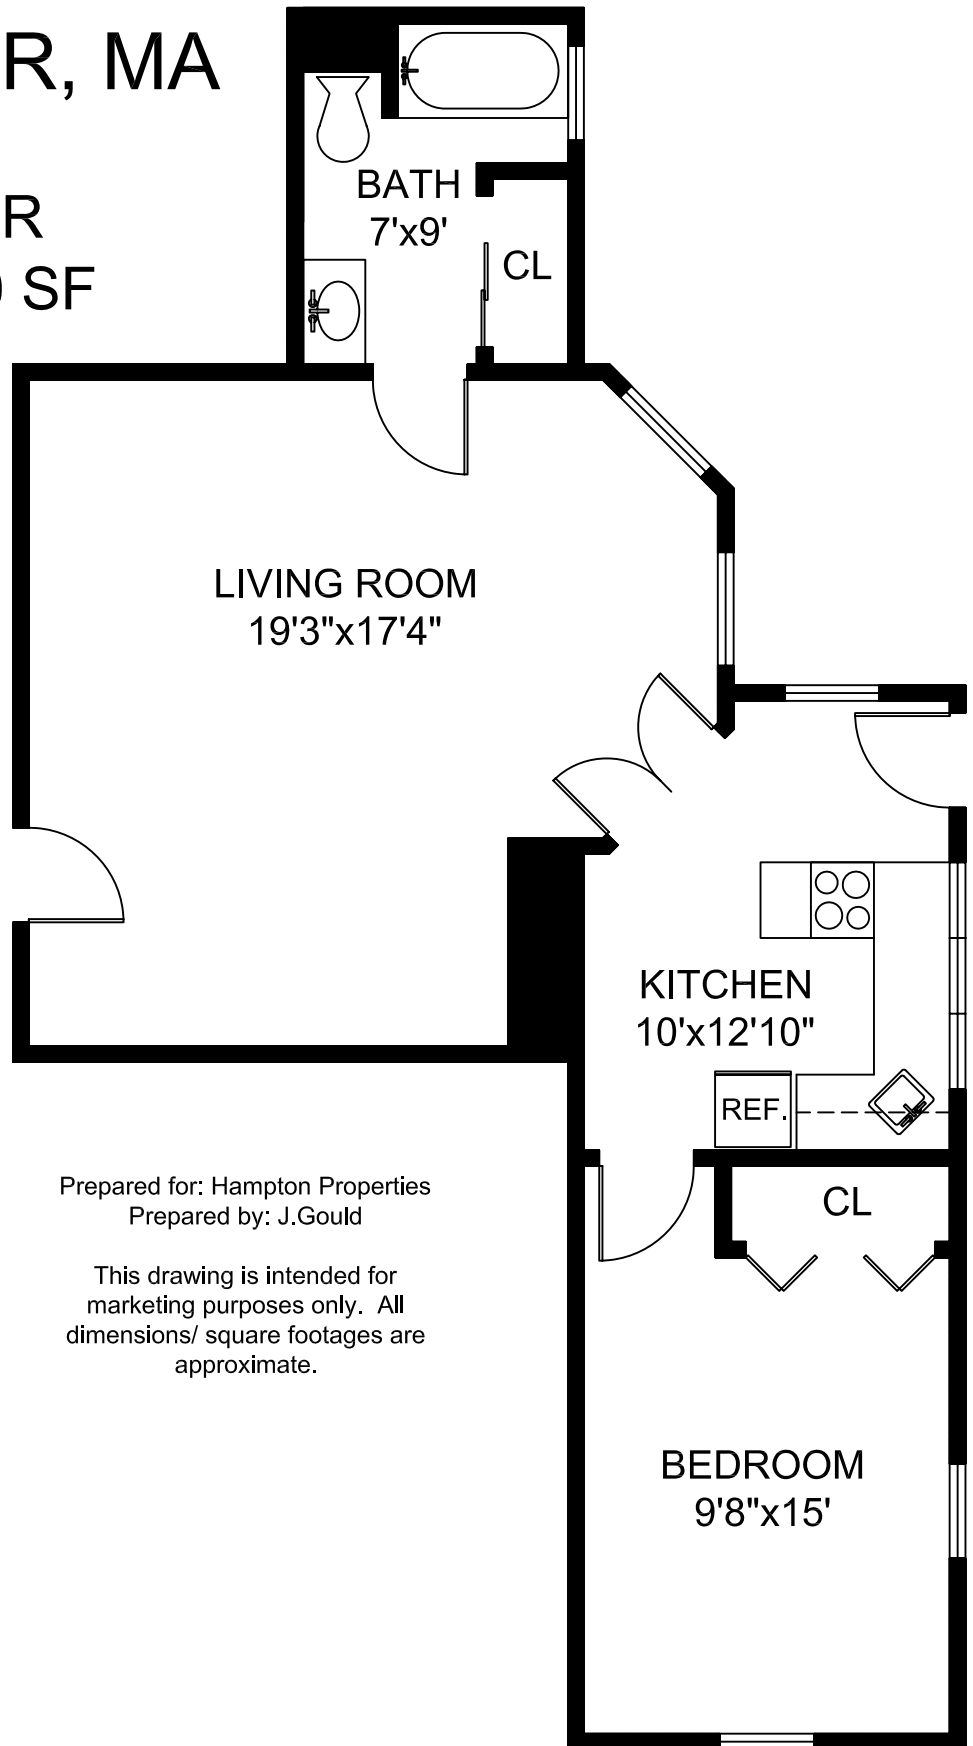 R, MA
R
SF
BATH
7'x9'
CL
LIVING ROOM
19'3"x17'4"
KITCHEN
10'x12'10"
REF.
CL
BEDROOM
9'8"x15'
Prepared for: Hampton Properties
Prepared by: J.Gould
This drawing is intended for
marketing purposes only. All
dimensions/ square footages are
approximate.